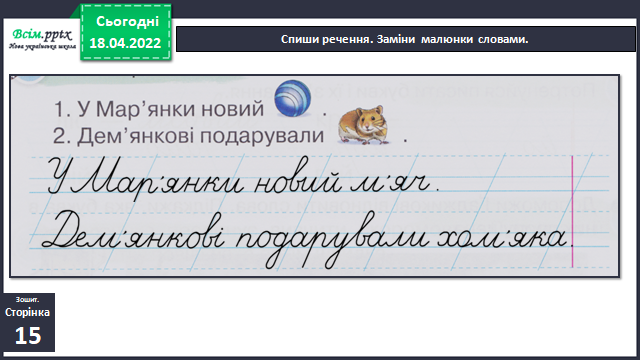 Всім.pptx
Нова українська школа
Сьогодні
18.04.2022
Спиши речення. Заміни малюнки словами.
1. У Мар’янки новий .
2. Дем’янкові подарували .
У Мар’янки новий м’яч.
Дем’янкові подарували хом’яка.
Зошит.
Сторінка
15